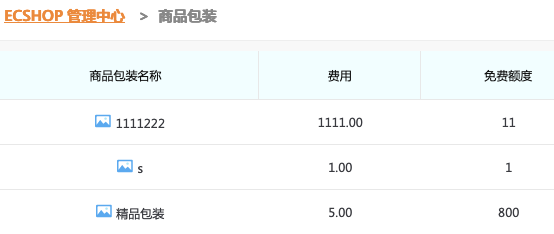 ECSHOP 管理中心 > 商品包装
商品包装名称 费用 免费额度
1111222 1111.00 11
s 1.00 1
精品包装 5.00 800